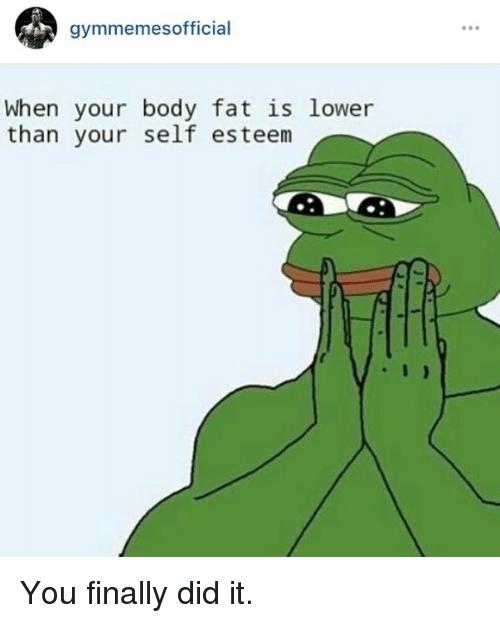 gymmemesofficial
When your body fat is lower
than your self esteem
You finally did it.